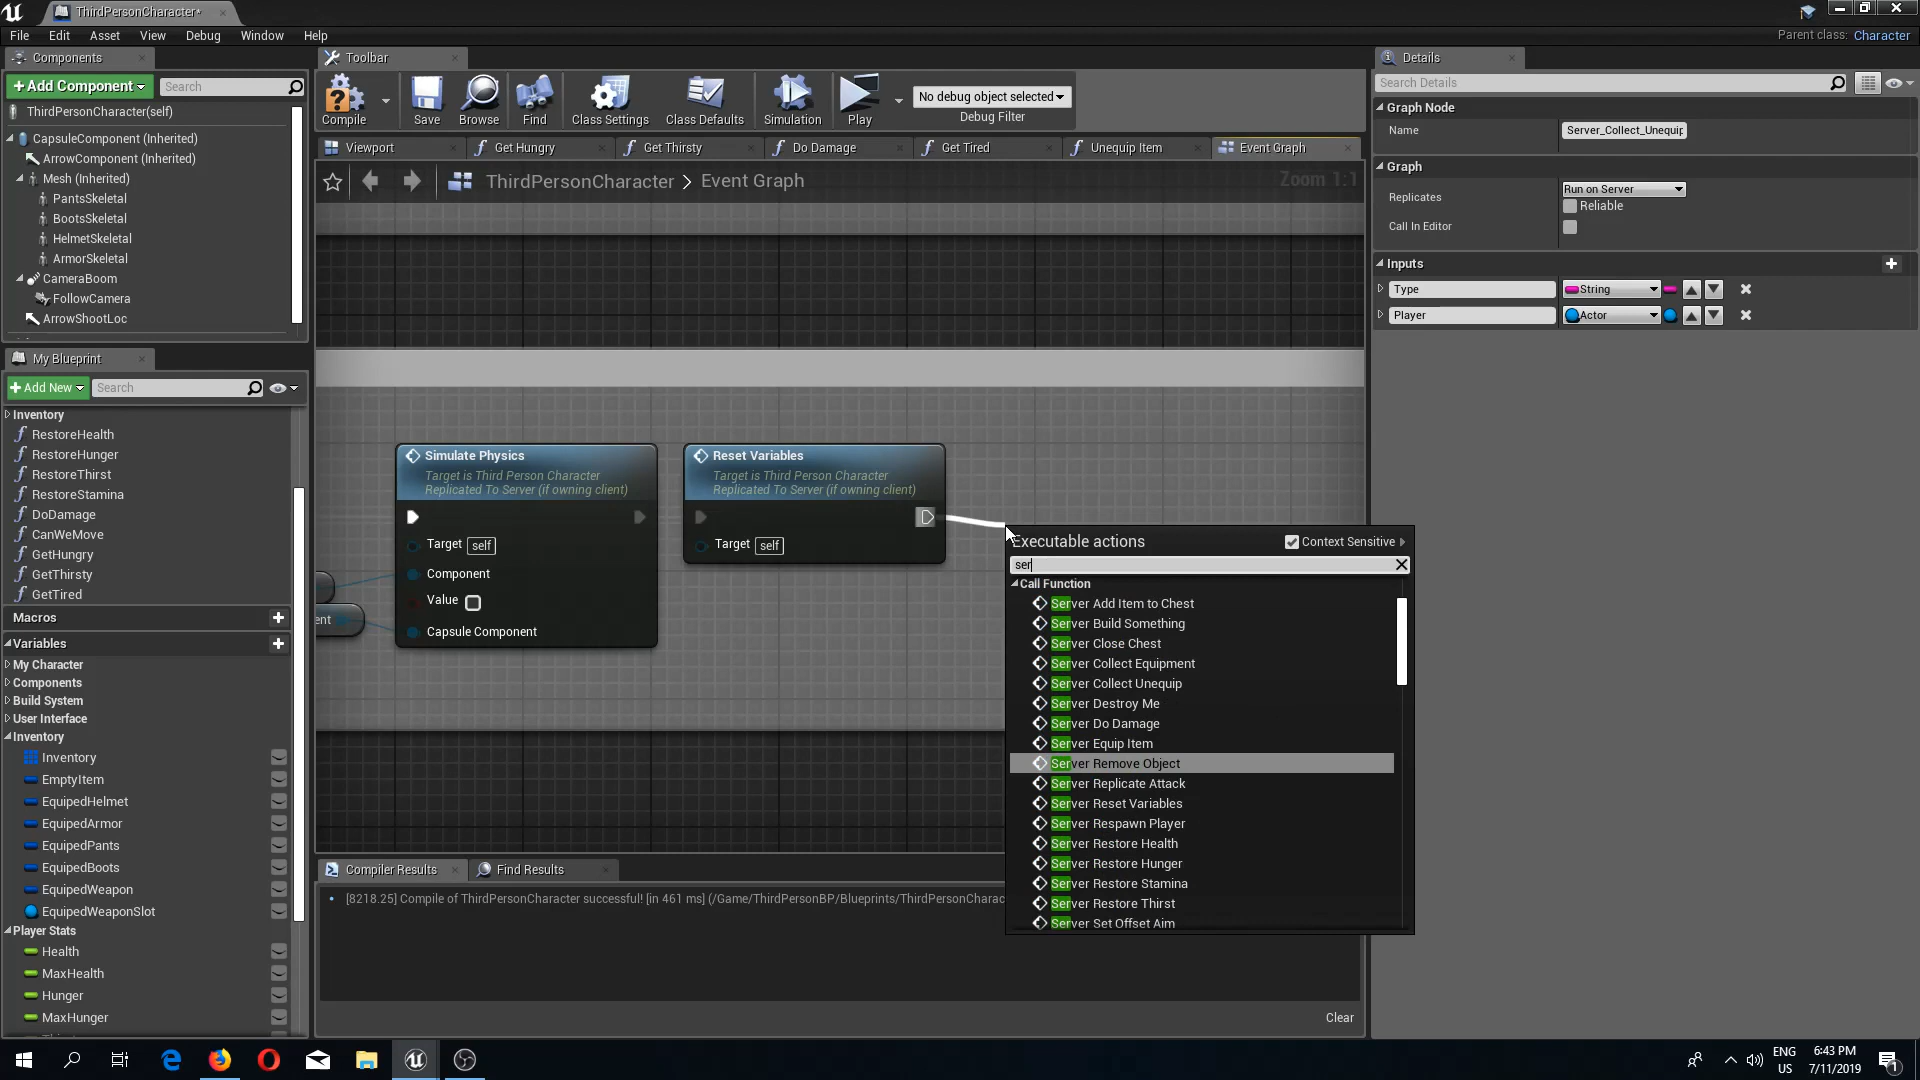 ThirdPersonCharacter*
File Edit Asset View Debug Window Help
Parent class: Character
Components
+Add Component
Search
ThirdPersonCharacter(self)
CapsuleComponent (Inherited)
ArrowComponent (Inherited)
Mesh (Inherited)
PantsSkeletal
BootsSkeletal
HelmetSkeletal
ArmorSkeletal
CameraBoom
FollowCamera
ArrowShootLoc
My Blueprint
+Add New
Search
Inventory
RestoreHealth
RestoreHunger
RestoreThirst
RestoreStamina
DoDamage
CanWeMove
GetHungry
GetThirsty
GetTired
Macros
Variables
My Character
Components
Build System
User Interface
Inventory
Inventory
EmptyItem
EquipedHelmet
EquipedArmor
EquipedPants
EquipedBoots
EquipedWeapon
EquipedWeaponSlot
Player Stats
Health
MaxHealth
Hunger
MaxHunger
Toolbar
Compile Save Browse Find Class Settings Class Defaults Simulation Play
No debug object selected
Debug Filter
Viewport Get Hungry Get Thirsty Do Damage Get Tired Unequip Item Event Graph
ThirdPersonCharacter > Event Graph
Zoom 1:1
Simulate Physics
Target is Third Person Character
Replicated To Server (if owning client)
Target self
Component
Value
Capsule Component
ent
Reset Variables
Target is Third Person Character
Replicated To Server (if owning client)
Target self
Executable actions
Context Sensitive
ser
Call Function
Server Add Item to Chest
Server Build Something
Server Close Chest
Server Collect Equipment
Server Collect Unequip
Server Destroy Me
Server Do Damage
Server Equip Item
Server Remove Object
Server Replicate Attack
Server Reset Variables
Server Respawn Player
Server Restore Health
Server Restore Hunger
Server Restore Stamina
Server Restore Thirst
Server Set Offset Aim
Compiler Results Find Results
[8218.25] Compile of ThirdPersonCharacter successful! [in 461 ms] (/Game/ThirdPersonBP/Blueprints/ThirdPersonCharac
Clear
Details
Search Details
Graph Node
Name Server_Collect_Unequip
Graph
Replicates Run on Server
Reliable
Call In Editor
Inputs
Type String
Player Actor
ENG
US
6:43 PM
7/11/2019
1